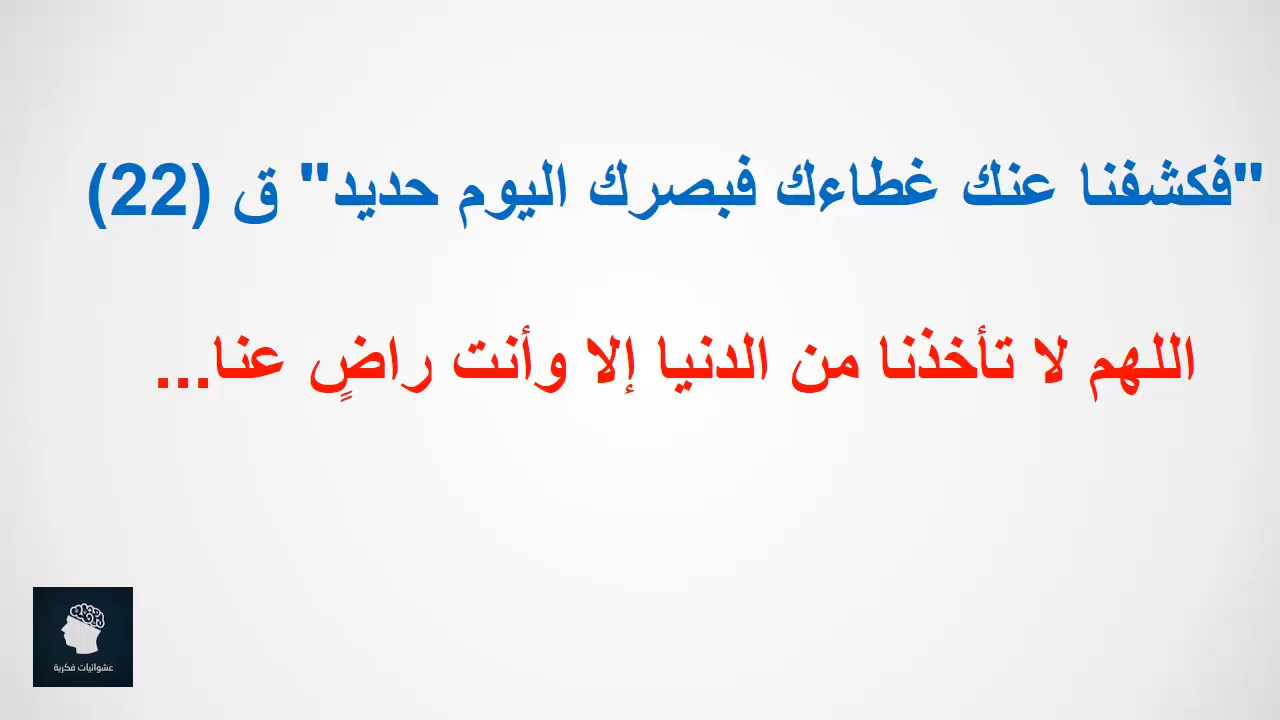 "فكشفنا عنك غطاءك فبصرك اليوم حديد" ق (22)
اللهم لا تأخذنا من الدنيا إلا وأنت راضٍ عنا...
عشوائيات فكرية